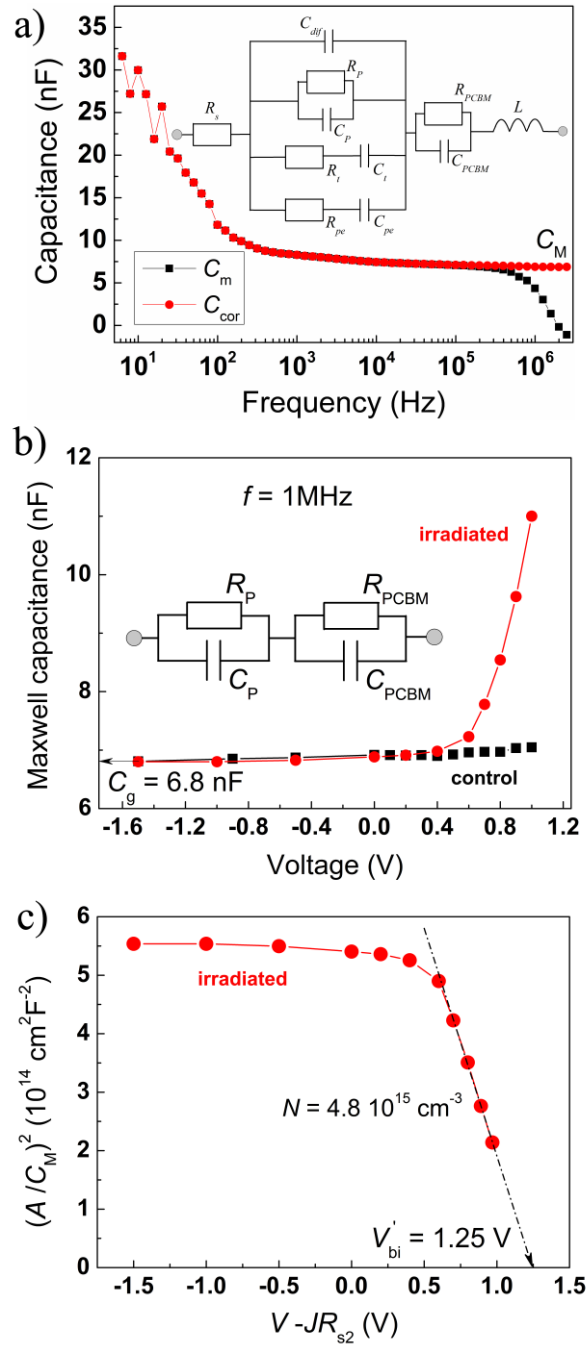 a)
Capacitance (nF)
35
30
25
20
15
10
5
0
C_dif
R_P
C_P
R_s
R_t
C_t
R_pe
C_pe
R_PCBM
C_PCBM
L
C_M
C_m
C_cor
10^1
10^2
10^3
10^4
10^5
10^6
Frequency (Hz)
b)
Maxwell capacitance (nF)
12
10
8
6
f = 1MHz
irradiated
R_P
R_PCBM
C_P
C_PCBM
C_g = 6.8 nF
control
-1.6
-1.2
-0.8
-0.4
0.0
0.4
0.8
1.2
Voltage (V)
c)
(A/C_M)^2 (10^14 cm^2F^-2)
6
5
4
3
2
1
0
irradiated
N = 4.8 10^15 cm^-3
V'_bi = 1.25 V
-1.5
-1.0
-0.5
0.0
0.5
1.0
1.5
V -JR_s2 (V)